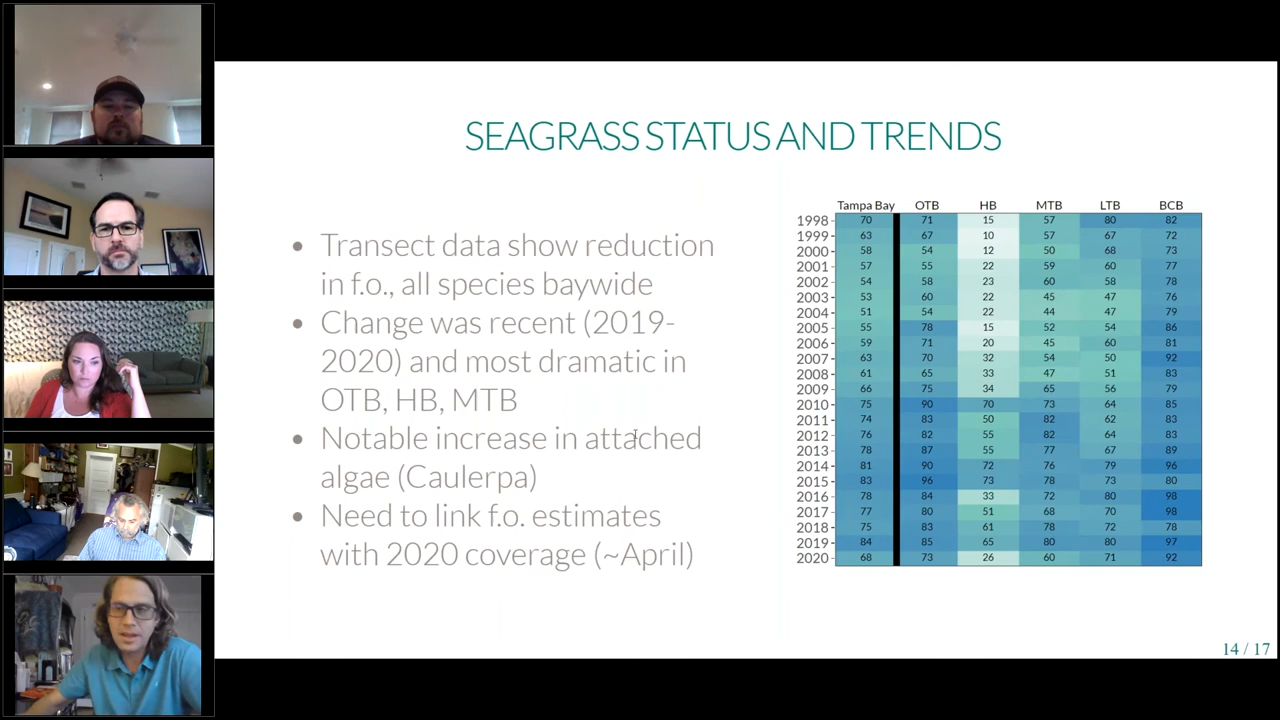 SEAGRASS STATUS AND TRENDS
• Transect data show reduction
in f.o., all species baywide
• Change was recent (2019-
2020) and most dramatic in
OTB, HB, MTB
• Notable increase in attached
algae (Caulerpa)
• Need to link f.o. estimates
with 2020 coverage (~April)
Tampa Bay OTB HB MTB LTB BCB
1998 70 71 15 57 80 82
1999 63 67 10 57 67 72
2000 58 54 12 50 68 73
2001 57 55 22 59 60 77
2002 54 58 23 60 58 78
2003 53 60 22 45 47 76
2004 51 54 22 44 47 79
2005 55 78 15 52 54 86
2006 59 71 20 45 60 81
2007 63 70 32 54 50 92
2008 61 65 33 47 51 83
2009 66 75 34 65 56 79
2010 75 90 70 73 64 85
2011 74 83 50 82 62 83
2012 76 82 55 82 64 83
2013 78 87 55 77 67 89
2014 81 90 72 76 79 96
2015 83 96 73 78 73 80
2016 78 84 33 72 80 98
2017 77 80 51 68 70 98
2018 75 83 61 78 72 78
2019 84 85 65 80 80 97
2020 68 73 26 60 71 92
14 / 17